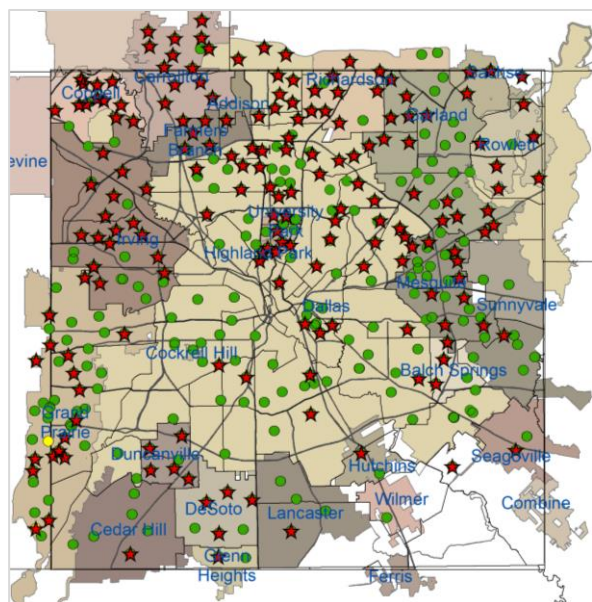 Carrollton
Richardson
Sachse
Coppell
Addison
Garland
Farmers
Branch
Rowlett
evine
University
Park
Irving
Highland Park
Mesquite
Dallas
Sunnyvale
Cockrell Hill
Balch Springs
Grand
Prairie
Duncanville
Hutchins
Seagoville
Wilmer
Combine
DeSoto
Lancaster
Cedar Hill
Glenn
Heights
Ferris